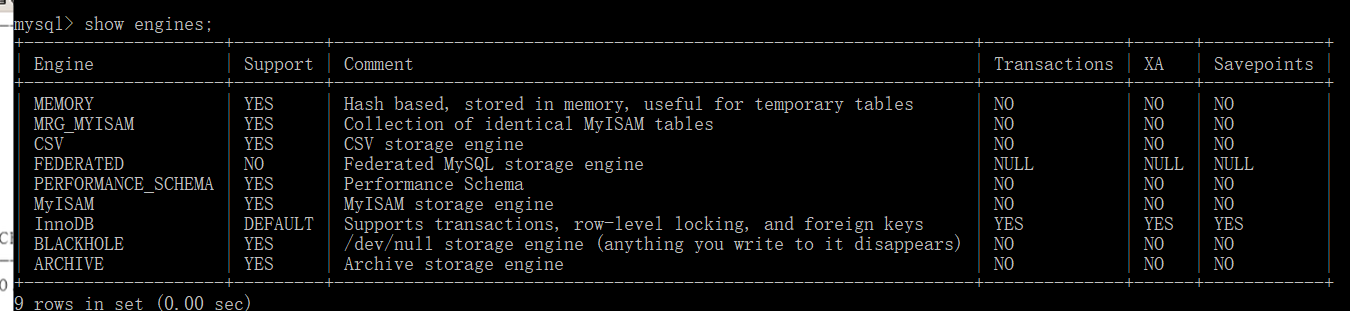 mysql> show engines;
Engine Support Comment Transactions XA Savepoints
MEMORY YES Hash based, stored in memory, useful for temporary tables NO NO NO
MRG_MYISAM YES Collection of identical MyISAM tables NO NO NO
CSV YES CSV storage engine NO NO NO
FEDERATED NO Federated MySQL storage engine NULL NULL NULL
PERFORMANCE_SCHEMA YES Performance Schema NO NO NO
MyISAM YES MyISAM storage engine NO NO NO
InnoDB DEFAULT Supports transactions, row-level locking, and foreign keys YES YES YES
BLACKHOLE YES /dev/null storage engine (anything you write to it disappears) NO NO NO
ARCHIVE YES Archive storage engine NO NO NO
9 rows in set (0.00 sec)